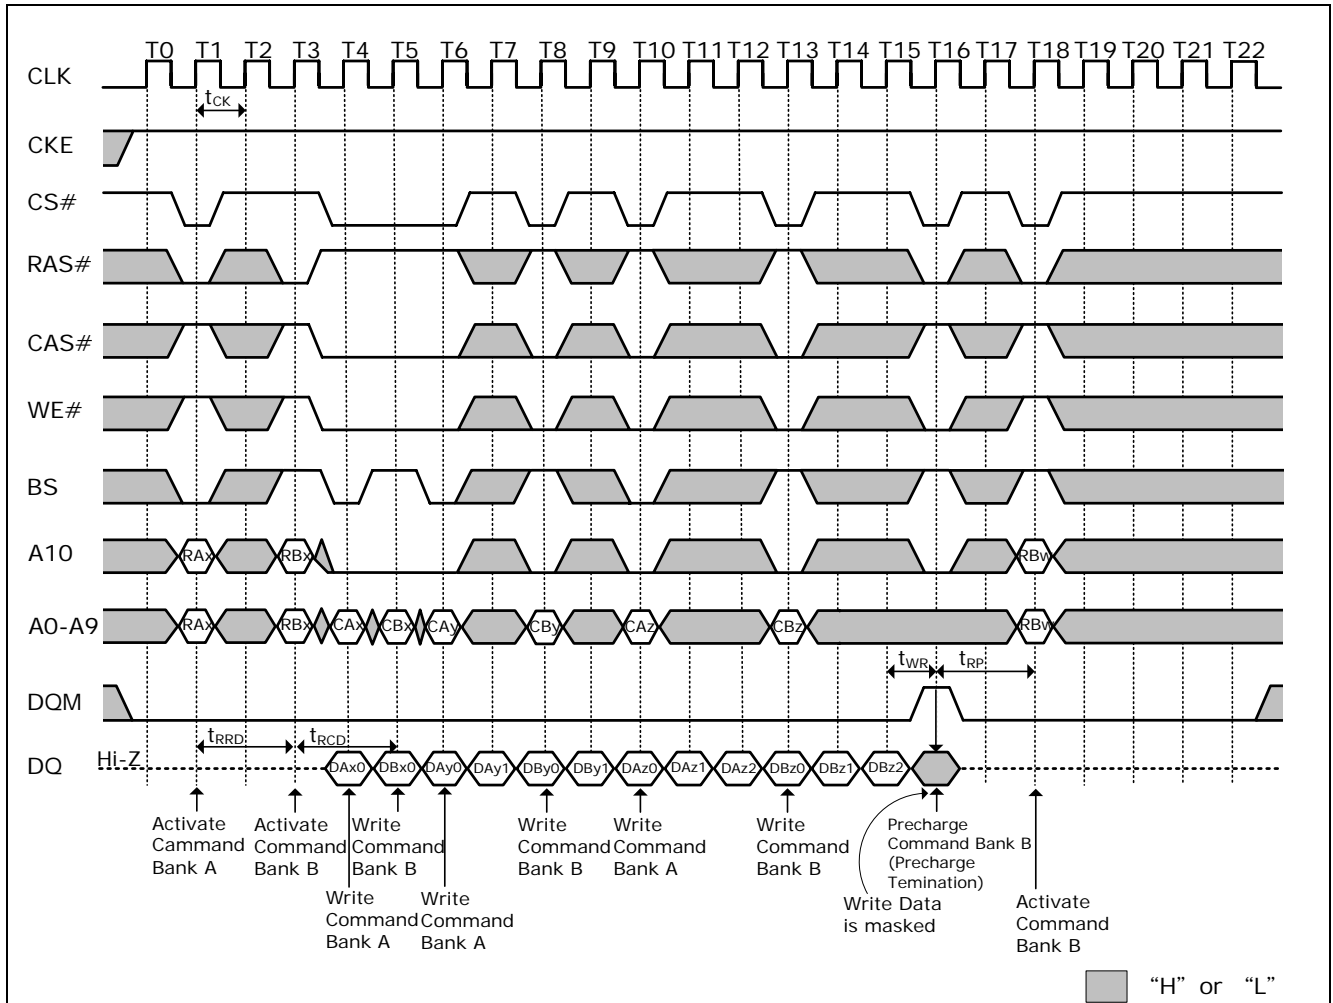 T0 T1 T2 T3 T4 T5 T6 T7 T8 T9 T10 T11 T12 T13 T14 T15 T16 T17 T18 T19 T20 T21 T22
CLK
tCK
CKE
CS#
RAS#
CAS#
WE#
BS
A10 RAx RBx RBw
A0-A9 RAx RBx CAx CBx CAy CBy CAz CBz RBw
tWR tRP
DQM
tRRD tRCD
DQ Hi-Z DAx0 DBx0 DAy0 DAy1 DBy0 DBy1 DAz0 DAz1 DAz2 DBz0 DBz1 DBz2
Activate
Cammand
Bank A
Activate
Command
Bank B
Write
Command
Bank B
Write
Command
Bank B
Write
Command
Bank A
Write
Command
Bank B
Precharge
Command Bank B
(Precharge
Temination)
Write
Command
Bank A
Write
Command
Bank A
Write Data
is masked
Activate
Command
Bank B
“H” or “L”